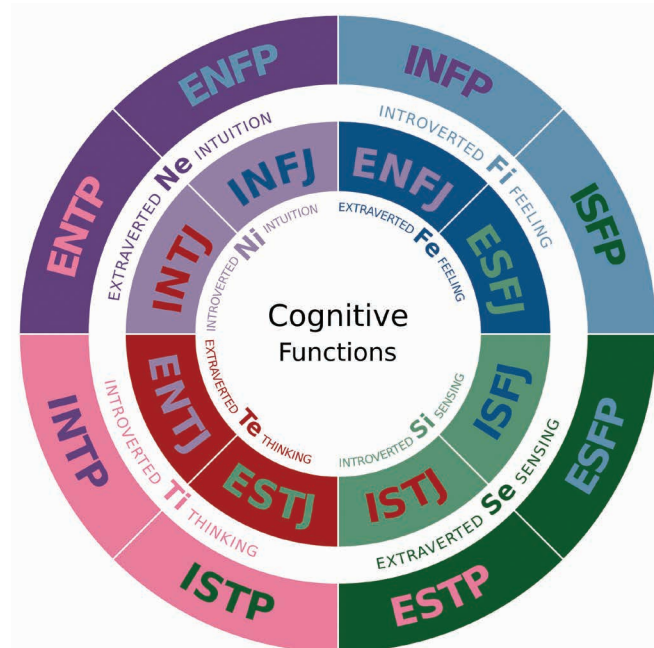 ENFP
INFP
ENTP
ISFP
EXTRAVERTED Ne INTUITION
INTROVERTED Fi FEELING
INFJ
ENFJ
INTJ
ESFJ
INTROVERTED Ni INTUITION
EXTRAVERTED Fe FEELING
Cognitive
Functions
EXTRAVERTED Te THINKING
INTROVERTED Si SENSING
ENTJ
ISFJ
ESTJ
ISTJ
INTROVERTED Ti THINKING
EXTRAVERTED Se SENSING
INTP
ESFP
ISTP
ESTP